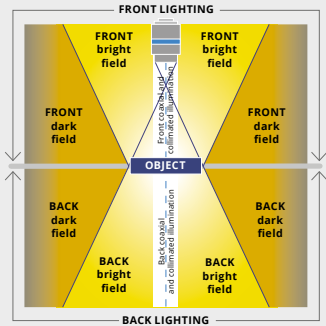 FRONT LIGHTING
FRONT
bright
field
FRONT
bright
field
Front coaxial and
collimated illumination
FRONT
dark
field
FRONT
dark
field
OBJECT
BACK
dark
field
BACK
dark
field
Back coaxial
and collimated illumination
BACK
bright
field
BACK
bright
field
BACK LIGHTING